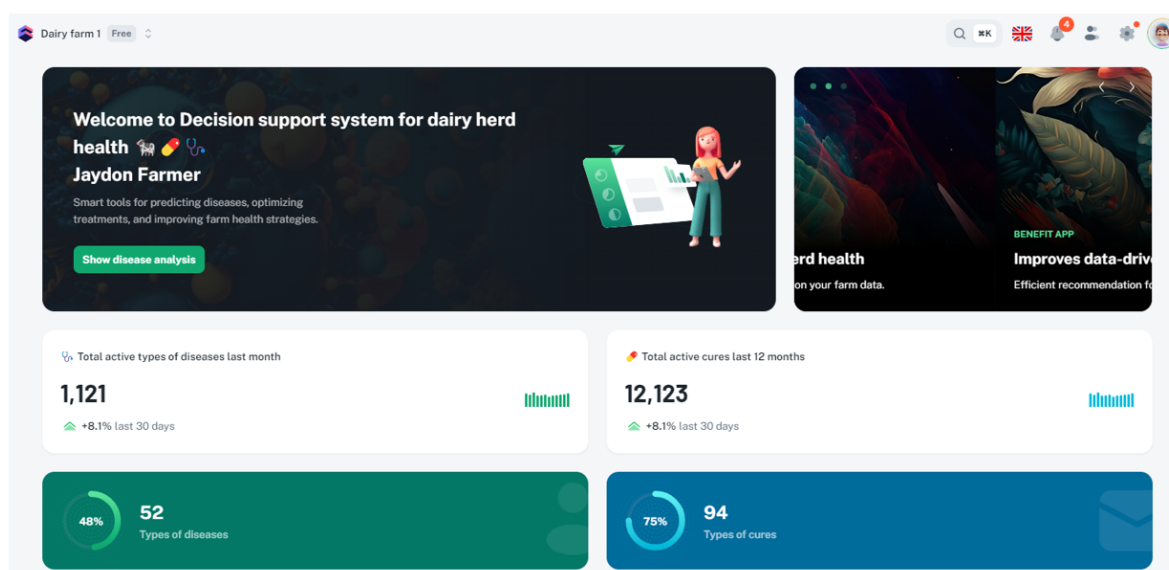 Dairy farm 1 Free
⌘K
4
Welcome to Decision support system for dairy herd
health 🐄 💊 🩺
Jaydon Farmer
Smart tools for predicting diseases, optimizing
treatments, and improving farm health strategies.
Show disease analysis
erd health
on your farm data.
BENEFIT APP
Improves data-driv
Efficient recommendation fo
Total active types of diseases last month
1,121
+8.1% last 30 days
Total active cures last 12 months
12,123
+8.1% last 30 days
48%
52
Types of diseases
75%
94
Types of cures